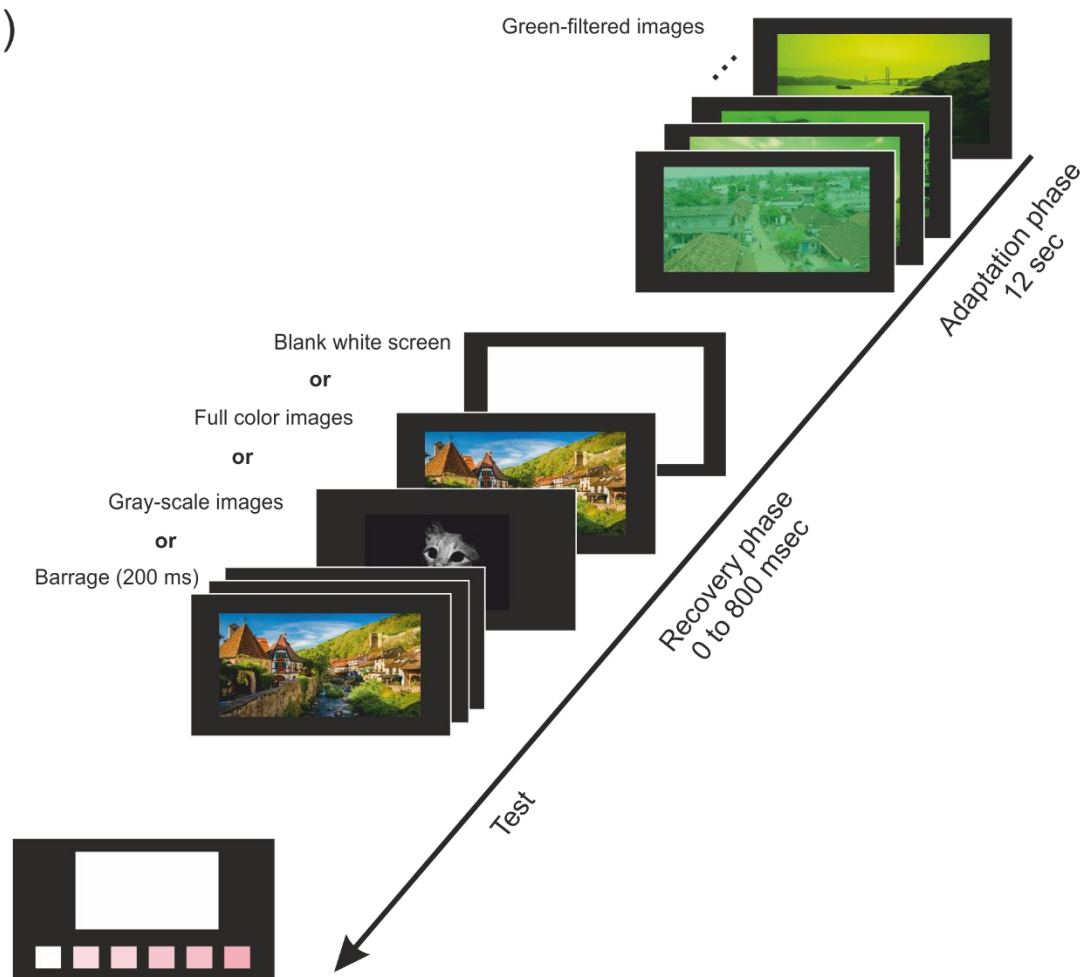 )
Green-filtered images
Adaptation phase
12 sec
Blank white screen
or
Full color images
or
Gray-scale images
or
Barrage (200 ms)
Recovery phase
0 to 800 msec
Test